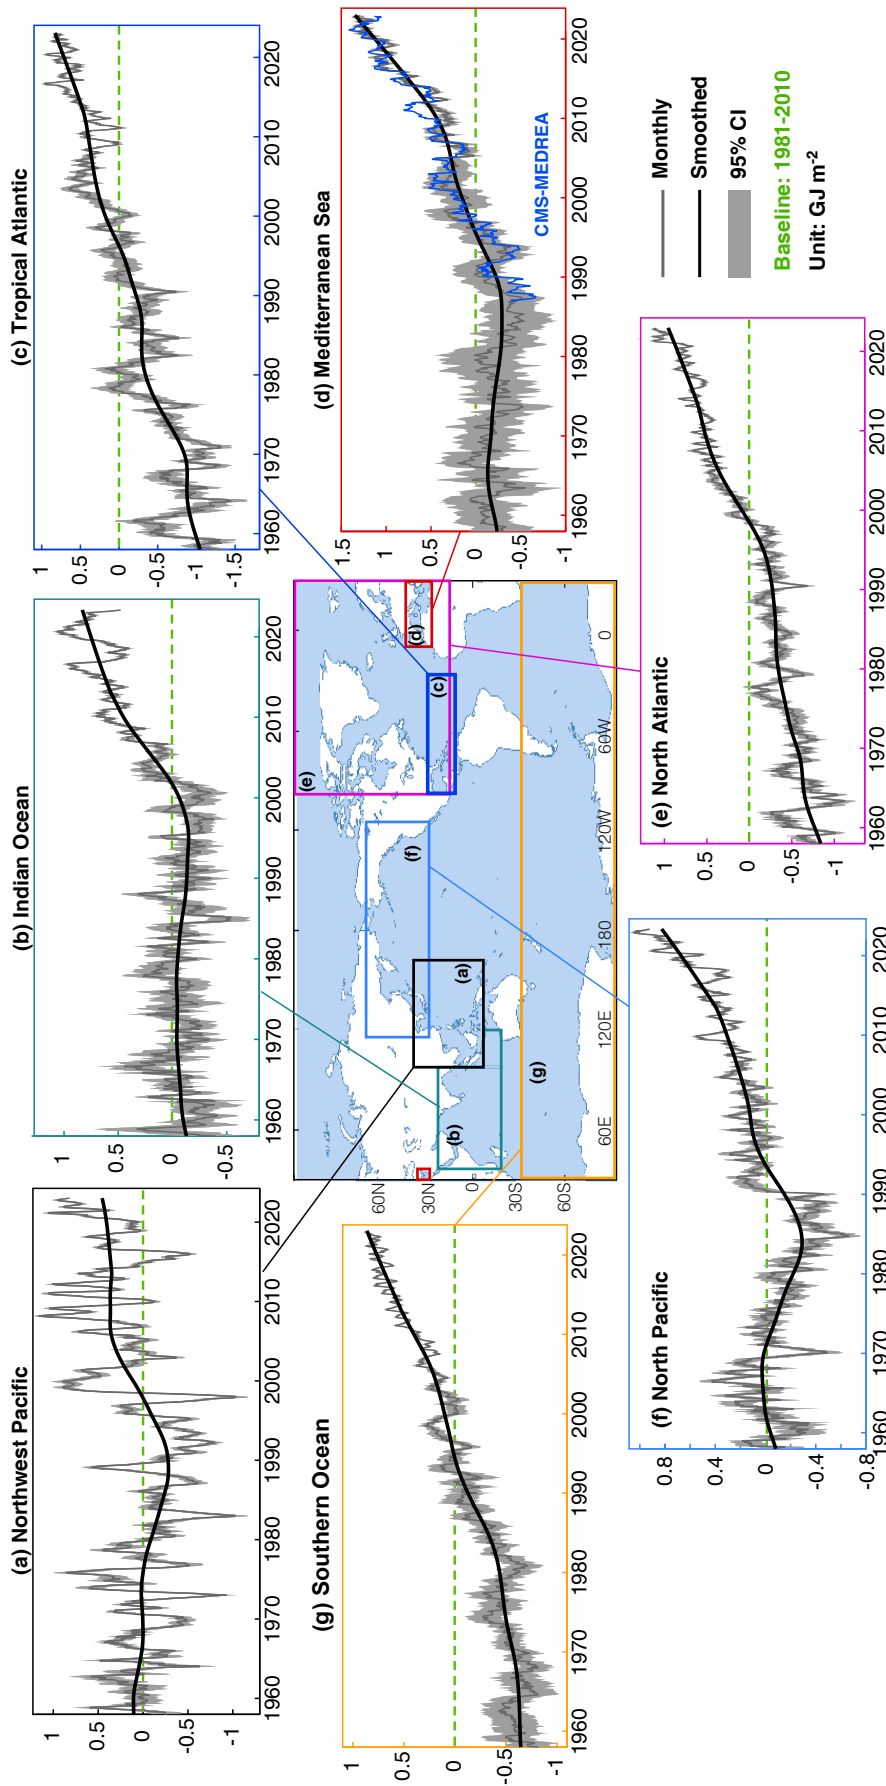 (a) Northwest Pacific
1
0.5
0
-0.5
-1
1960 1970 1980 1990 2000 2010 2020
(b) Indian Ocean
1
0.5
0
-0.5
1960 1970 1980 1990 2000 2010 2020
(c) Tropical Atlantic
1
0.5
0
-0.5
-1
-1.5
1960 1970 1980 1990 2000 2010 2020
(g) Southern Ocean
1
0.5
0
-0.5
-1
1960 1970 1980 1990 2000 2010 2020
60N
30N
0
30S
60S
60E 120E 180 120W 60W 0
(a)
(b)
(c)
(d)
(e)
(f)
(g)
(d) Mediterranean Sea
1.5
1
0.5
0
-0.5
-1
1960 1970 1980 1990 2000 2010 2020
CMS-MEDREA
(f) North Pacific
0.8
0.4
0
-0.4
-0.8
1960 1970 1980 1990 2000 2010 2020
(e) North Atlantic
1
0.5
0
-0.5
-1
1960 1970 1980 1990 2000 2010 2020
Monthly
Smoothed
95% CI
Baseline: 1981-2010
Unit: GJ m⁻²